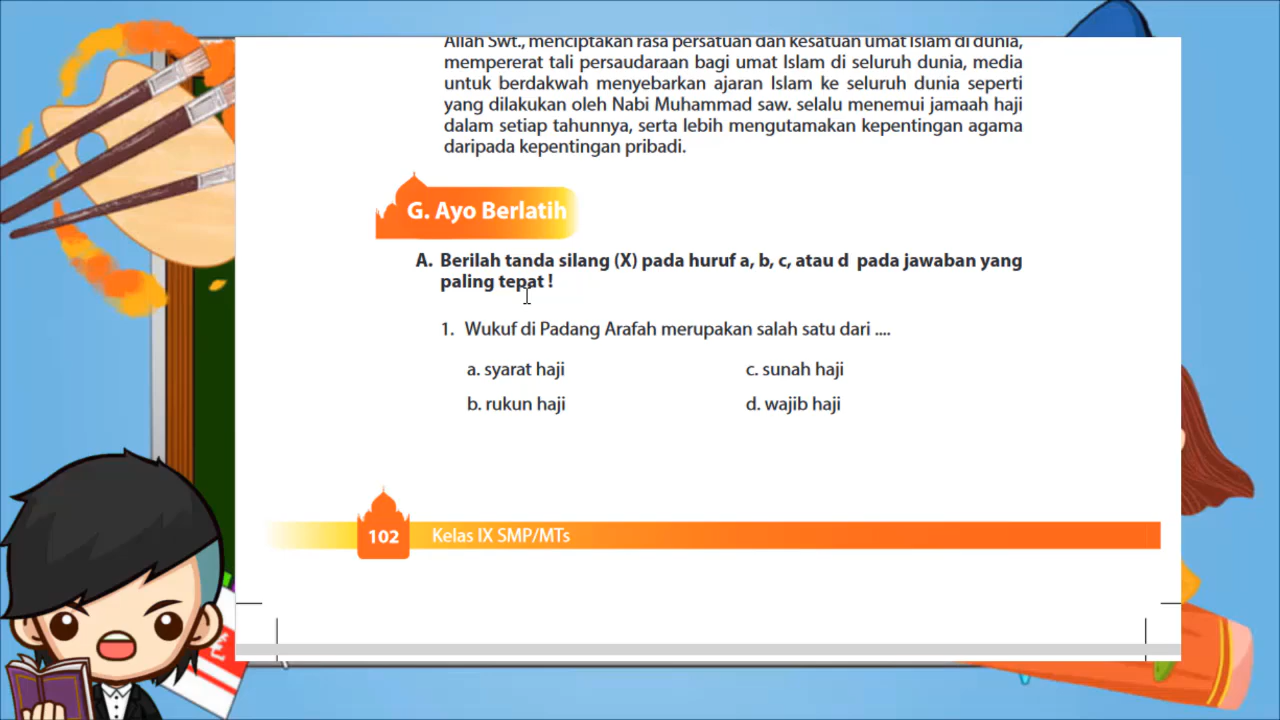 Allah Swt., menciptakan rasa persatuan dan kesatuan umat Islam di dunia,
mempererat tali persaudaraan bagi umat Islam di seluruh dunia, media
untuk berdakwah menyebarkan ajaran Islam ke seluruh dunia seperti
yang dilakukan oleh Nabi Muhammad saw. selalu menemui jamaah haji
dalam setiap tahunnya, serta lebih mengutamakan kepentingan agama
daripada kepentingan pribadi.
G. Ayo Berlatih
A. Berilah tanda silang (X) pada huruf a, b, c, atau d pada jawaban yang
paling tepat !
1. Wukuf di Padang Arafah merupakan salah satu dari ....
a. syarat haji
b. rukun haji
c. sunah haji
d. wajib haji
102 Kelas IX SMP/MTs